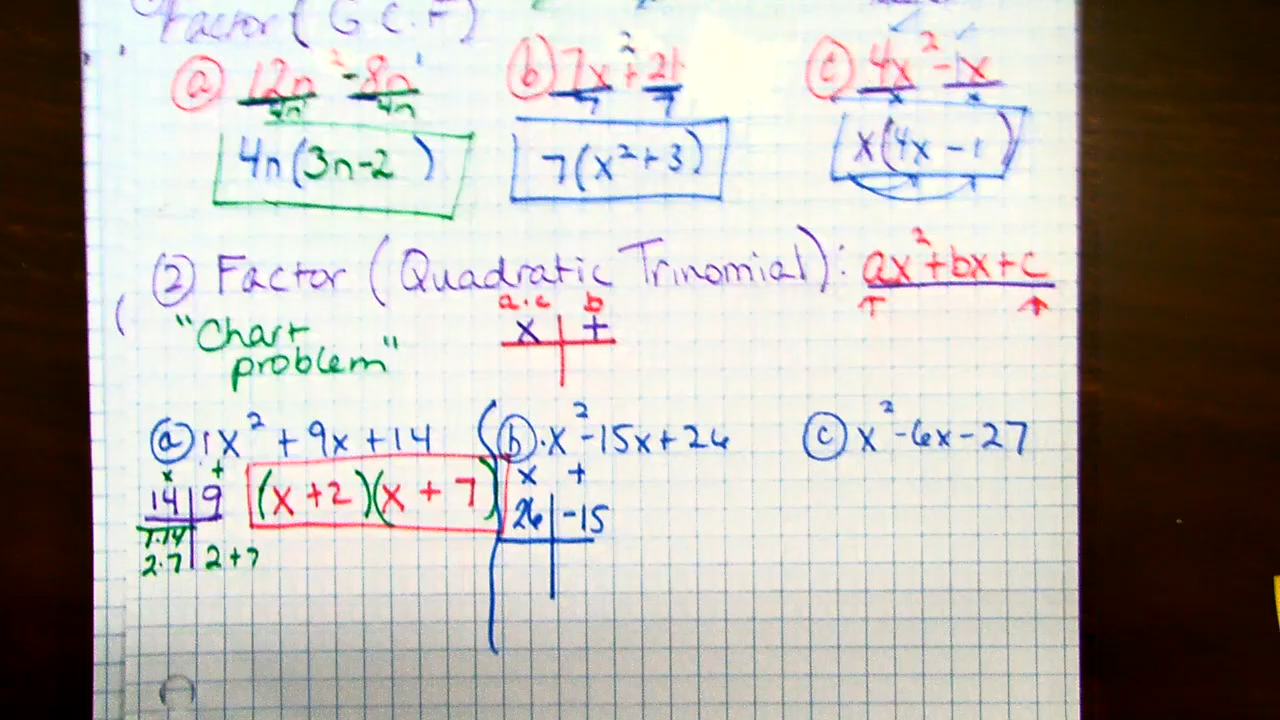 Factor (G.C.F)
ⓐ 12n² - 8n¹ ⓑ 7x² + 21 ⓒ 4x² - 1x
4n 4n 7 7 x x
4n(3n-2 ) 7(x²+3) x(4x - 1)
② Factor (Quadratic Trinomial): ax²+bx+c
"Chart problem"
a·c b
x +
ⓐ 1x² + 9x + 14 ⓑ x² - 15x + 26 ⓒ x² - 6x - 27
x + (x + 2)(x + 7) x +
14 9 26 -15
1·14
2·7 2 + 7